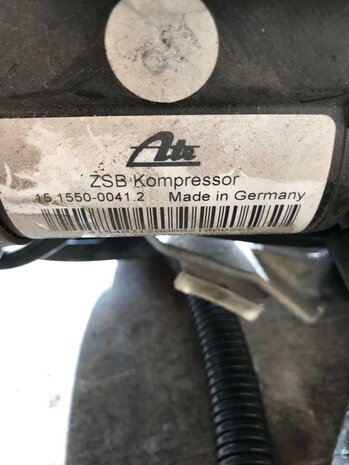 Ate
ZSB Kompressor
15.1550-0041.2 Made in Germany